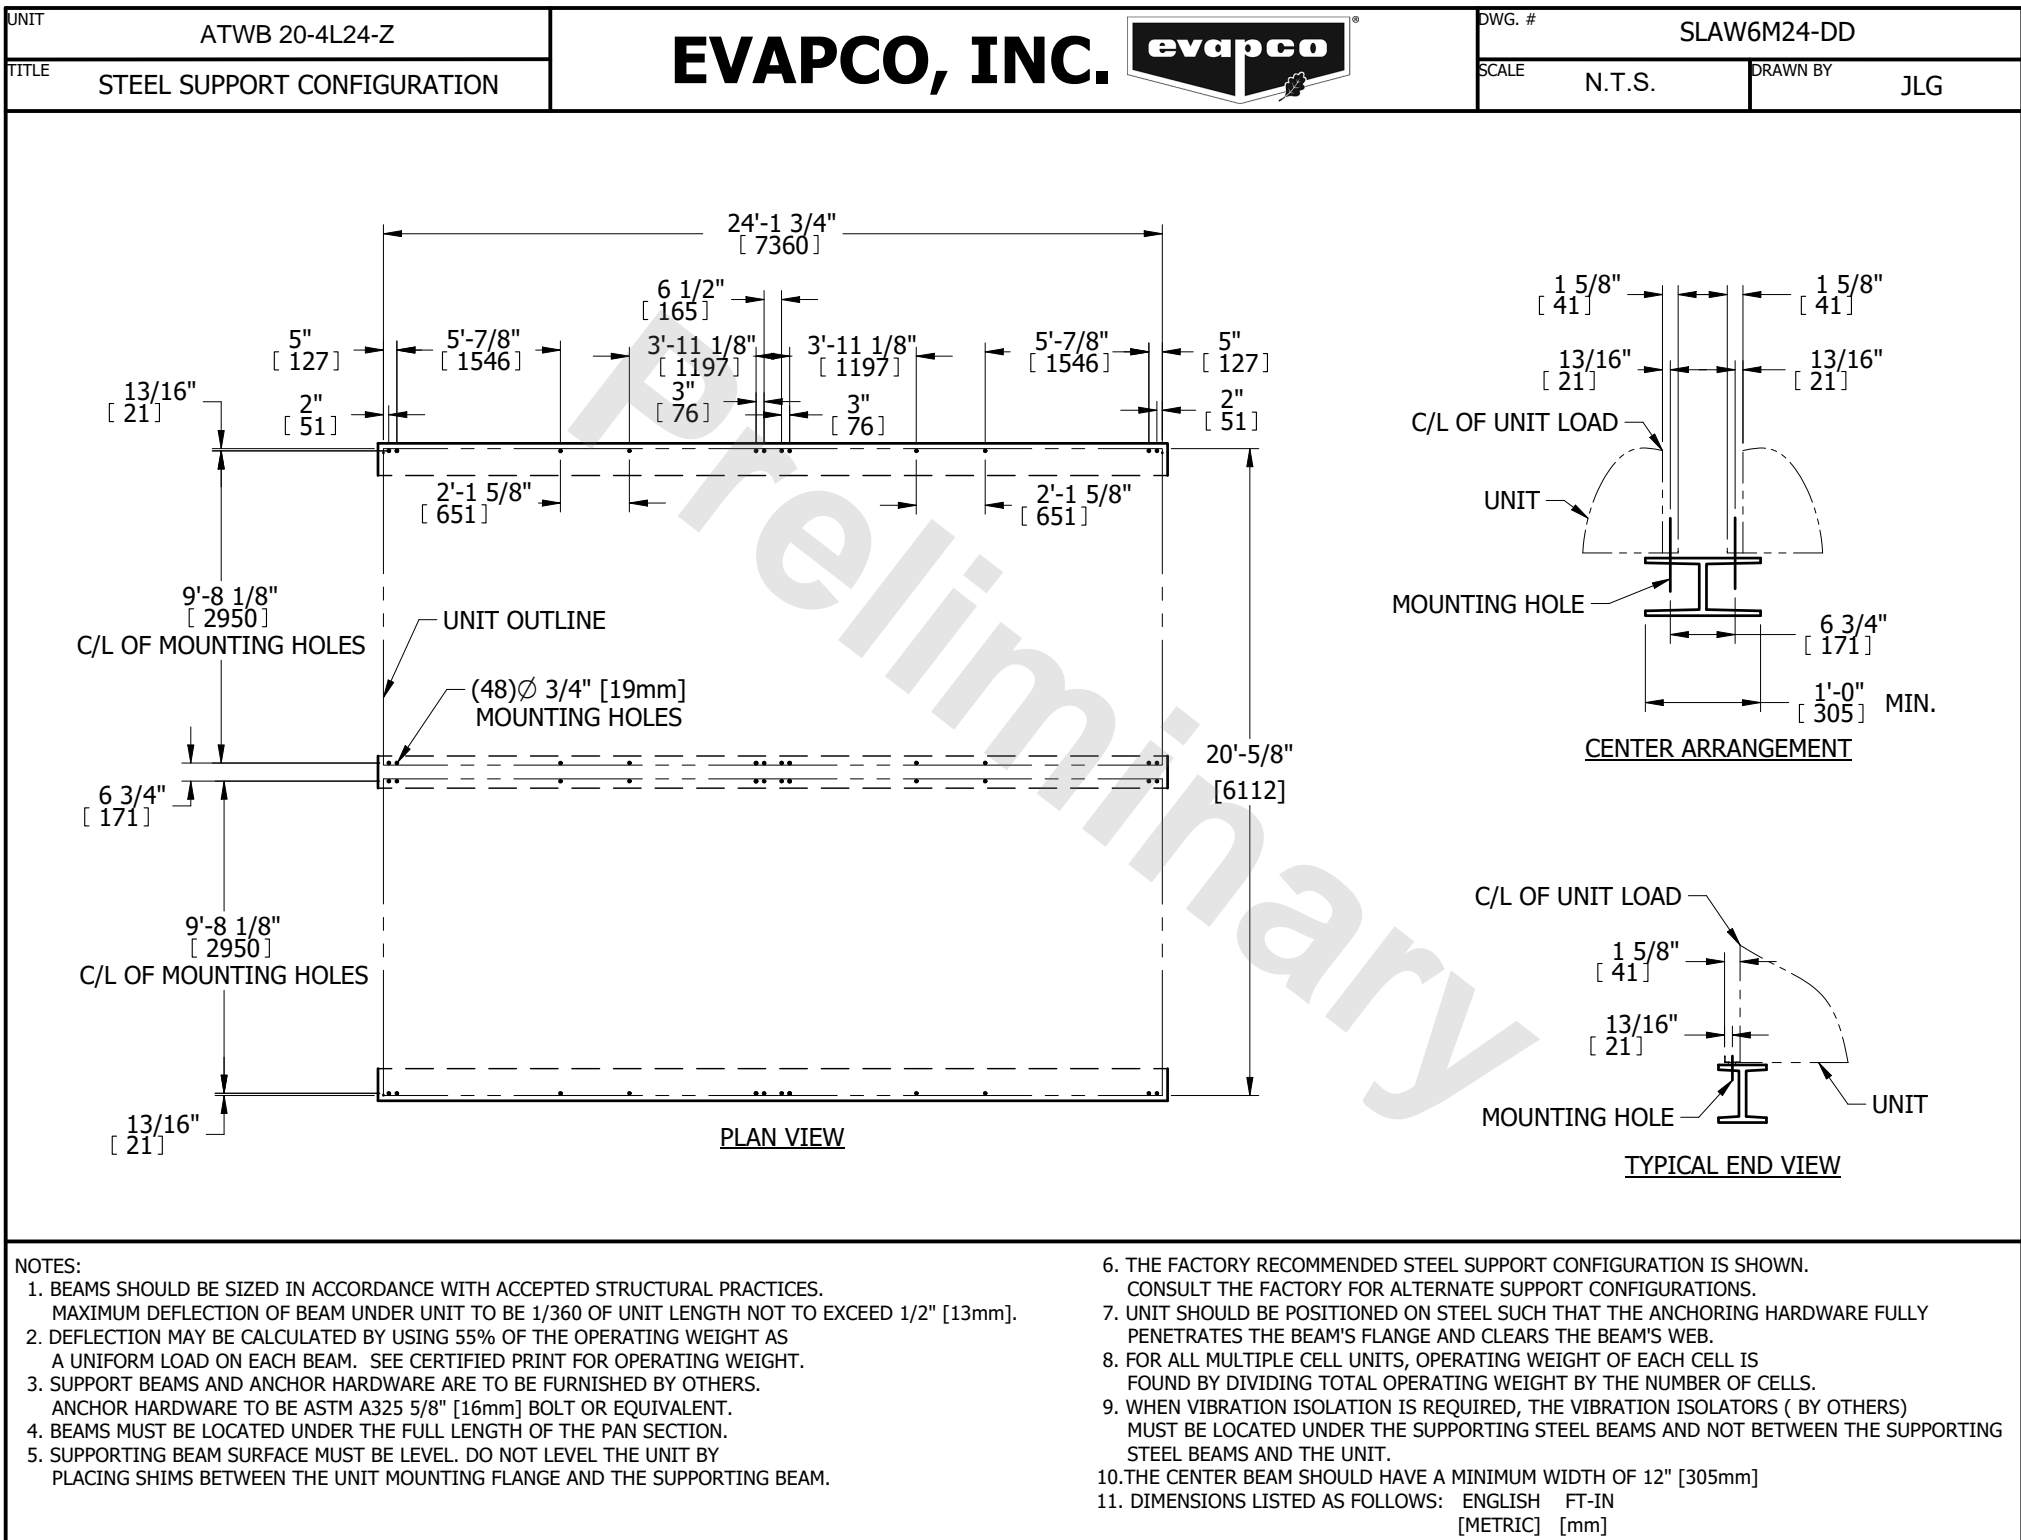 UNIT
ATWB 20-4L24-Z
TITLE
STEEL SUPPORT CONFIGURATION
EVAPCO, INC.
evapco
®
DWG. #
SLAW6M24-DD
SCALE
N.T.S.
DRAWN BY
JLG
24'-1 3/4"
[ 7360 ]
6 1/2"
[ 165 ]
5"
[ 127 ]
5'-7/8"
[ 1546 ]
3'-11 1/8"
[ 1197 ]
3'-11 1/8"
[ 1197 ]
5'-7/8"
[ 1546 ]
5"
[ 127 ]
13/16"
[ 21 ]
2"
[ 51 ]
3"
[ 76 ]
3"
[ 76 ]
2"
[ 51 ]
2'-1 5/8"
[ 651 ]
2'-1 5/8"
[ 651 ]
9'-8 1/8"
[ 2950 ]
C/L OF MOUNTING HOLES
UNIT OUTLINE
(48)∅ 3/4" [19mm]
MOUNTING HOLES
6 3/4"
[ 171 ]
20'-5/8"
[6112]
9'-8 1/8"
[ 2950 ]
C/L OF MOUNTING HOLES
13/16"
[ 21 ]
PLAN VIEW
Preliminary
1 5/8"
[ 41 ]
1 5/8"
[ 41 ]
13/16"
[ 21 ]
13/16"
[ 21 ]
C/L OF UNIT LOAD
UNIT
MOUNTING HOLE
6 3/4"
[ 171 ]
1'-0"
[ 305 ] MIN.
CENTER ARRANGEMENT
C/L OF UNIT LOAD
1 5/8"
[ 41 ]
13/16"
[ 21 ]
MOUNTING HOLE
UNIT
TYPICAL END VIEW
NOTES:
1. BEAMS SHOULD BE SIZED IN ACCORDANCE WITH ACCEPTED STRUCTURAL PRACTICES.
MAXIMUM DEFLECTION OF BEAM UNDER UNIT TO BE 1/360 OF UNIT LENGTH NOT TO EXCEED 1/2" [13mm].
2. DEFLECTION MAY BE CALCULATED BY USING 55% OF THE OPERATING WEIGHT AS
A UNIFORM LOAD ON EACH BEAM. SEE CERTIFIED PRINT FOR OPERATING WEIGHT.
3. SUPPORT BEAMS AND ANCHOR HARDWARE ARE TO BE FURNISHED BY OTHERS.
ANCHOR HARDWARE TO BE ASTM A325 5/8" [16mm] BOLT OR EQUIVALENT.
4. BEAMS MUST BE LOCATED UNDER THE FULL LENGTH OF THE PAN SECTION.
5. SUPPORTING BEAM SURFACE MUST BE LEVEL. DO NOT LEVEL THE UNIT BY
PLACING SHIMS BETWEEN THE UNIT MOUNTING FLANGE AND THE SUPPORTING BEAM.
6. THE FACTORY RECOMMENDED STEEL SUPPORT CONFIGURATION IS SHOWN.
CONSULT THE FACTORY FOR ALTERNATE SUPPORT CONFIGURATIONS.
7. UNIT SHOULD BE POSITIONED ON STEEL SUCH THAT THE ANCHORING HARDWARE FULLY
PENETRATES THE BEAM'S FLANGE AND CLEARS THE BEAM'S WEB.
8. FOR ALL MULTIPLE CELL UNITS, OPERATING WEIGHT OF EACH CELL IS
FOUND BY DIVIDING TOTAL OPERATING WEIGHT BY THE NUMBER OF CELLS.
9. WHEN VIBRATION ISOLATION IS REQUIRED, THE VIBRATION ISOLATORS ( BY OTHERS)
MUST BE LOCATED UNDER THE SUPPORTING STEEL BEAMS AND NOT BETWEEN THE SUPPORTING
STEEL BEAMS AND THE UNIT.
10.THE CENTER BEAM SHOULD HAVE A MINIMUM WIDTH OF 12" [305mm]
11. DIMENSIONS LISTED AS FOLLOWS: ENGLISH FT-IN
[METRIC] [mm]